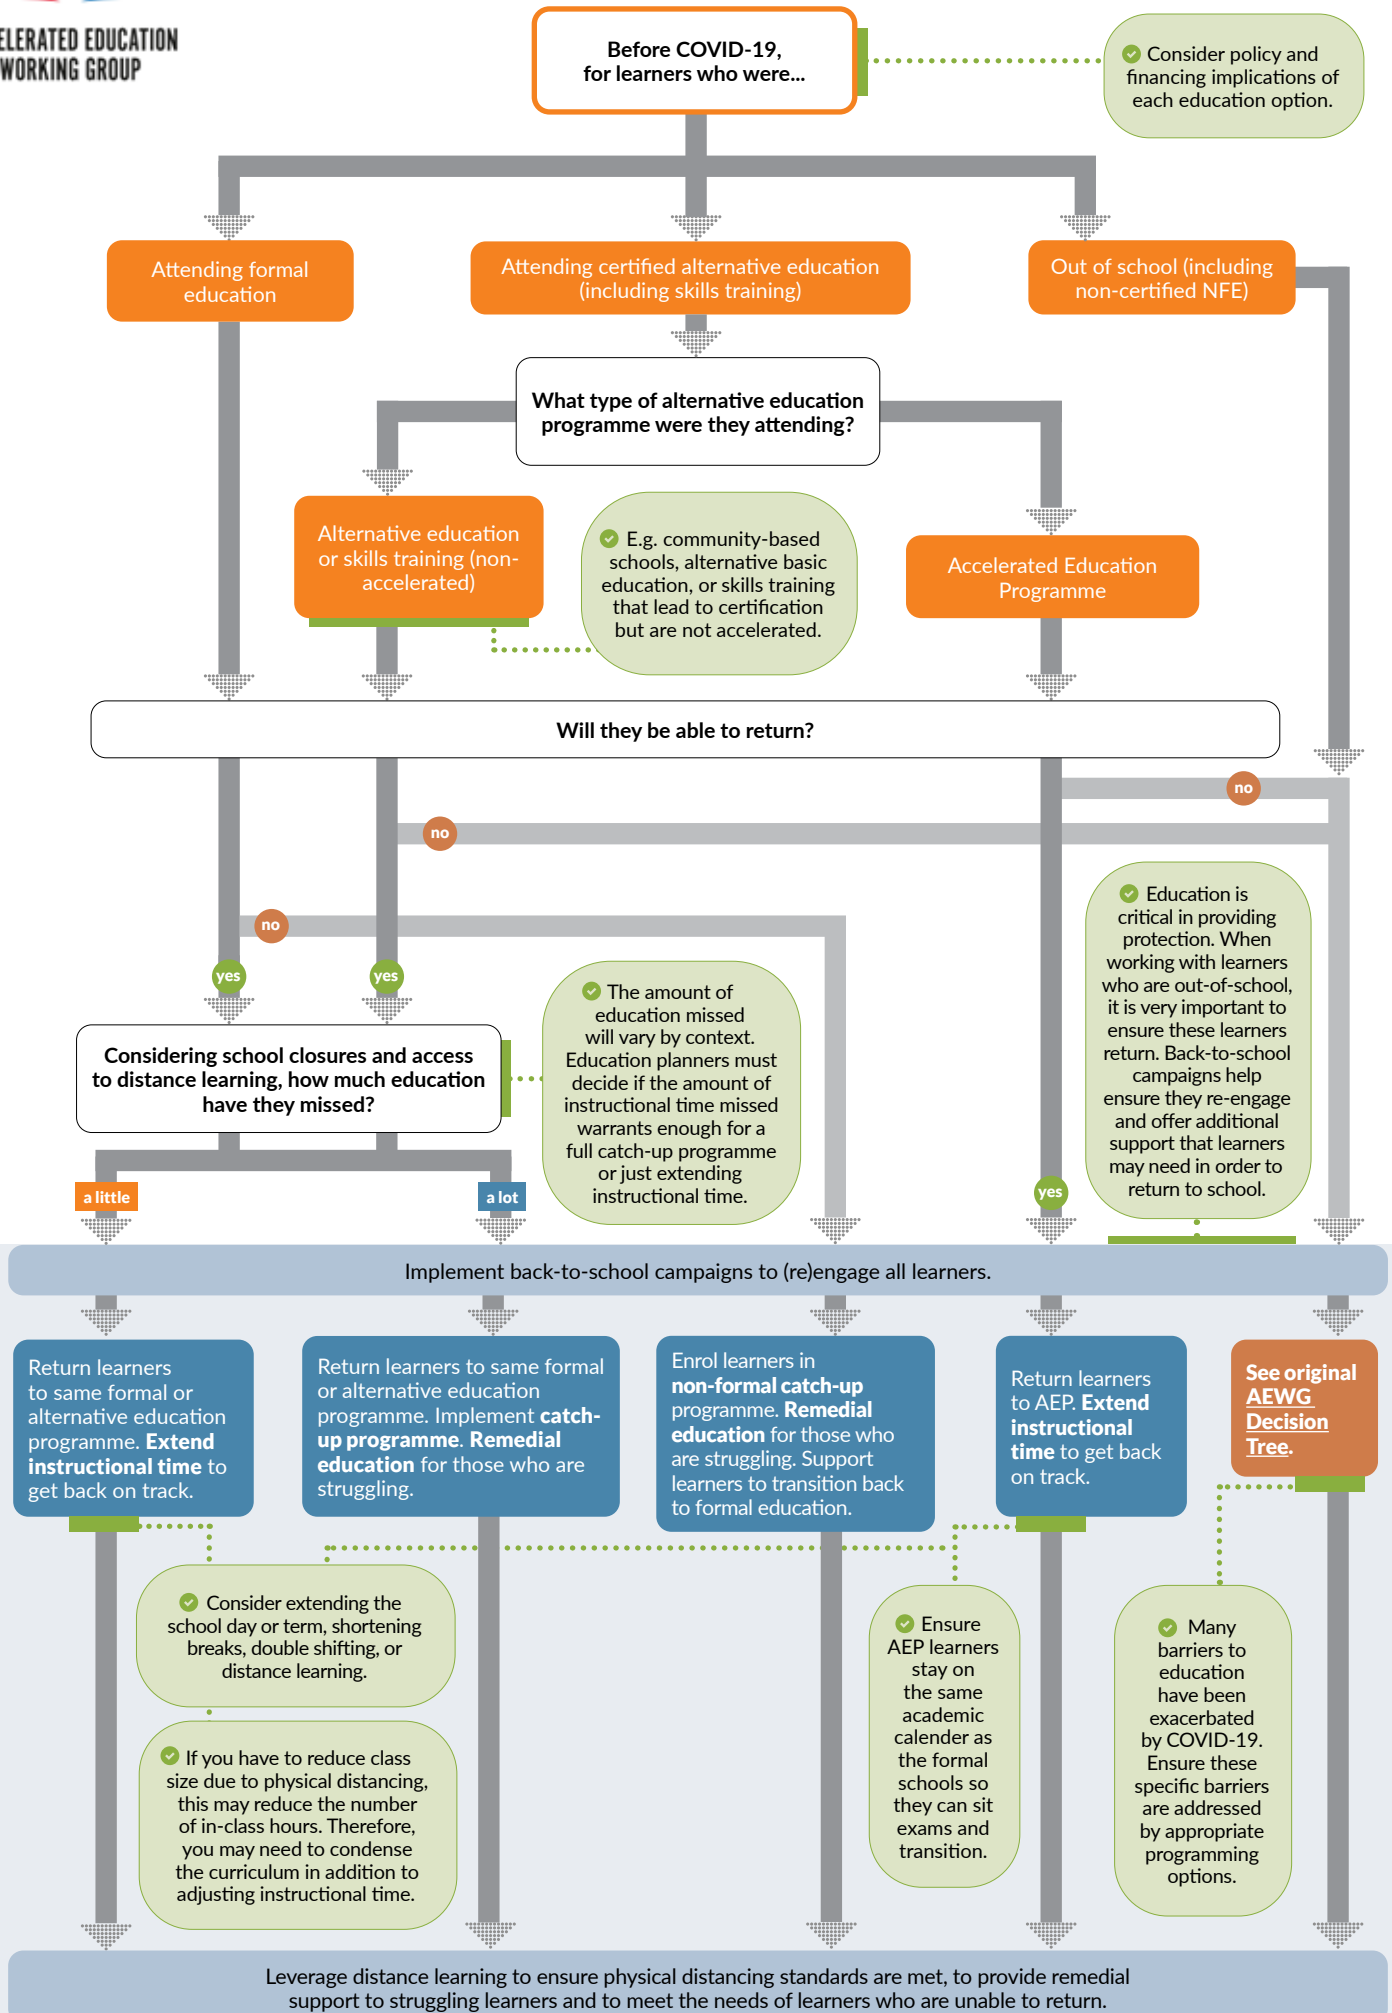 ELERATED EDUCATION
WORKING GROUP
Before COVID-19,
for learners who were...
Consider policy and
financing implications of
each education option.
Attending formal
education
Attending certified alternative education
(including skills training)
Out of school (including
non-certified NFE)
What type of alternative education
programme were they attending?
Alternative education
or skills training (non-
accelerated)
E.g. community-based
schools, alternative basic
education, or skills training
that lead to certification
but are not accelerated.
Accelerated Education
Programme
Will they be able to return?
no
no
no
yes
yes
Education is
critical in providing
protection. When
working with learners
who are out-of-school,
it is very important to
ensure these learners
return. Back-to-school
campaigns help
ensure they re-engage
and offer additional
support that learners
may need in order to
return to school.
The amount of
education missed
will vary by context.
Education planners must
decide if the amount of
instructional time missed
warrants enough for a
full catch-up programme
or just extending
instructional time.
Considering school closures and access
to distance learning, how much education
have they missed?
a little
a lot
yes
Implement back-to-school campaigns to (re)engage all learners.
Return learners
to same formal or
alternative education
programme. Extend
instructional time to
get back on track.
Return learners to same formal
or alternative education
programme. Implement catch-
up programme. Remedial
education for those who are
struggling.
Enrol learners in
non-formal catch-up
programme. Remedial
education for those who
are struggling. Support
learners to transition back
to formal education.
Return learners
to AEP. Extend
instructional
time to get back
on track.
See original
AEWG
Decision
Tree.
Consider extending the
school day or term, shortening
breaks, double shifting, or
distance learning.
If you have to reduce class
size due to physical distancing,
this may reduce the number
of in-class hours. Therefore,
you may need to condense
the curriculum in addition to
adjusting instructional time.
Ensure
AEP learners
stay on
the same
academic
calender as
the formal
schools so
they can sit
exams and
transition.
Many
barriers to
education
have been
exacerbated
by COVID-19.
Ensure these
specific barriers
are addressed
by appropriate
programming
options.
Leverage distance learning to ensure physical distancing standards are met, to provide remedial
support to struggling learners and to meet the needs of learners who are unable to return.